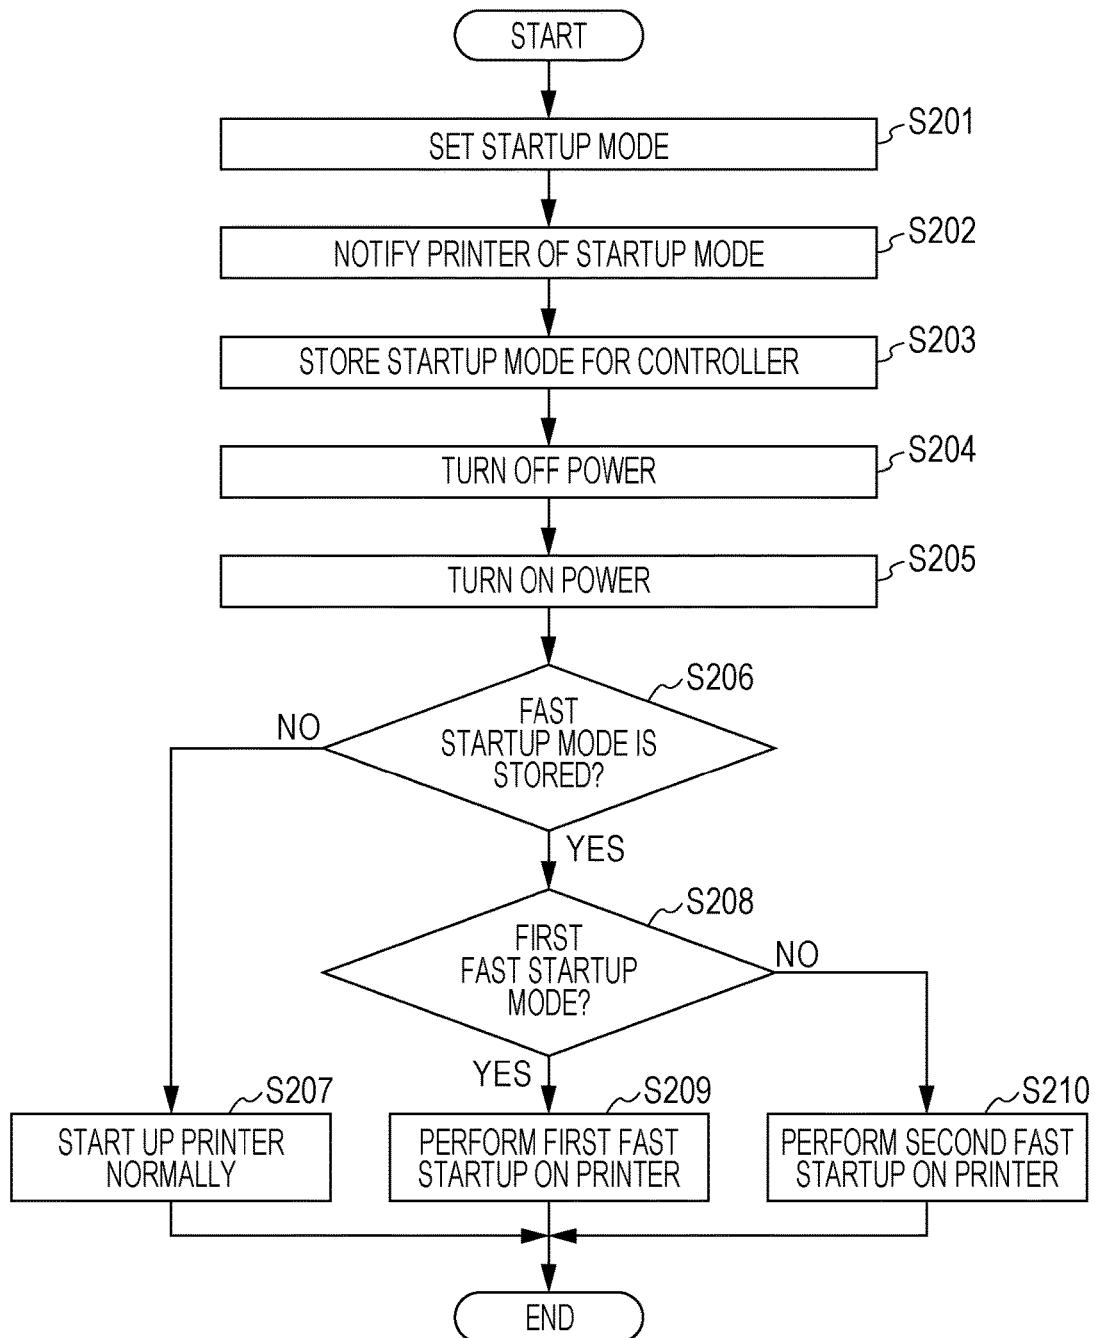 START
S201
SET STARTUP MODE
S202
NOTIFY PRINTER OF STARTUP MODE
S203
STORE STARTUP MODE FOR CONTROLLER
S204
TURN OFF POWER
S205
TURN ON POWER
S206
FAST
STARTUP MODE IS
STORED?
NO
YES
S208
FIRST
FAST STARTUP
MODE?
NO
YES
S207
START UP PRINTER
NORMALLY
S209
PERFORM FIRST FAST
STARTUP ON PRINTER
S210
PERFORM SECOND FAST
STARTUP ON PRINTER
END